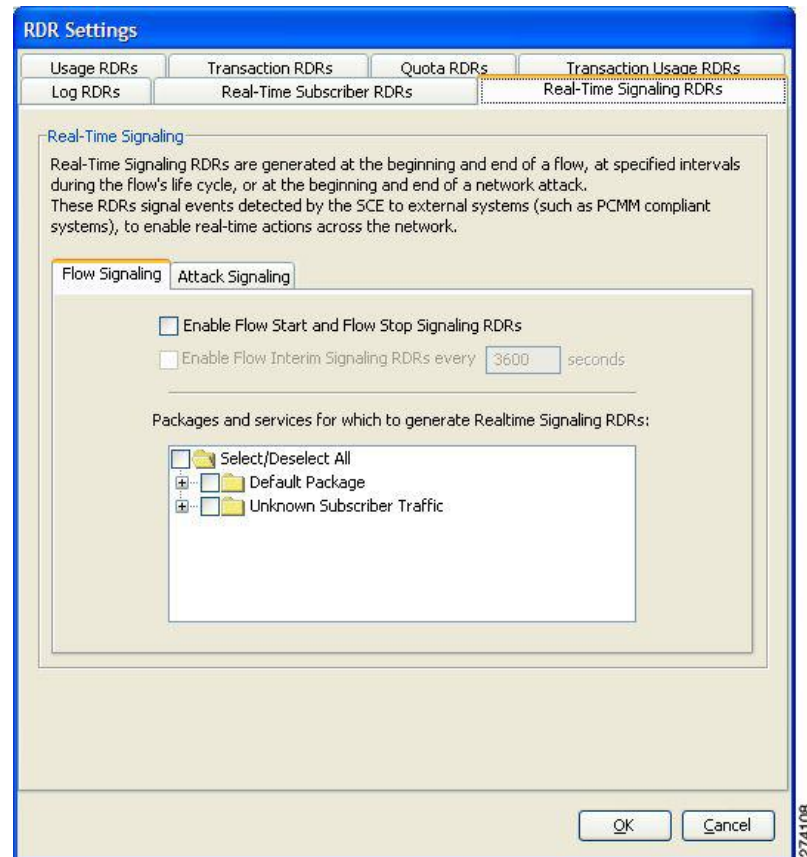 RDR Settings
Usage RDRs
Transaction RDRs
Quota RDRs
Transaction Usage RDRs
Log RDRs
Real-Time Subscriber RDRs
Real-Time Signaling RDRs
Real-Time Signaling
Real-Time Signaling RDRs are generated at the beginning and end of a flow, at specified intervals
during the flow's life cycle, or at the beginning and end of a network attack.
These RDRs signal events detected by the SCE to external systems (such as PCMM compliant
systems), to enable real-time actions across the network.
Flow Signaling
Attack Signaling
Enable Flow Start and Flow Stop Signaling RDRs
Enable Flow Interim Signaling RDRs every 3600 seconds
Packages and services for which to generate Realtime Signaling RDRs:
Select/Deselect All
Default Package
Unknown Subscriber Traffic
OK
Cancel
274108